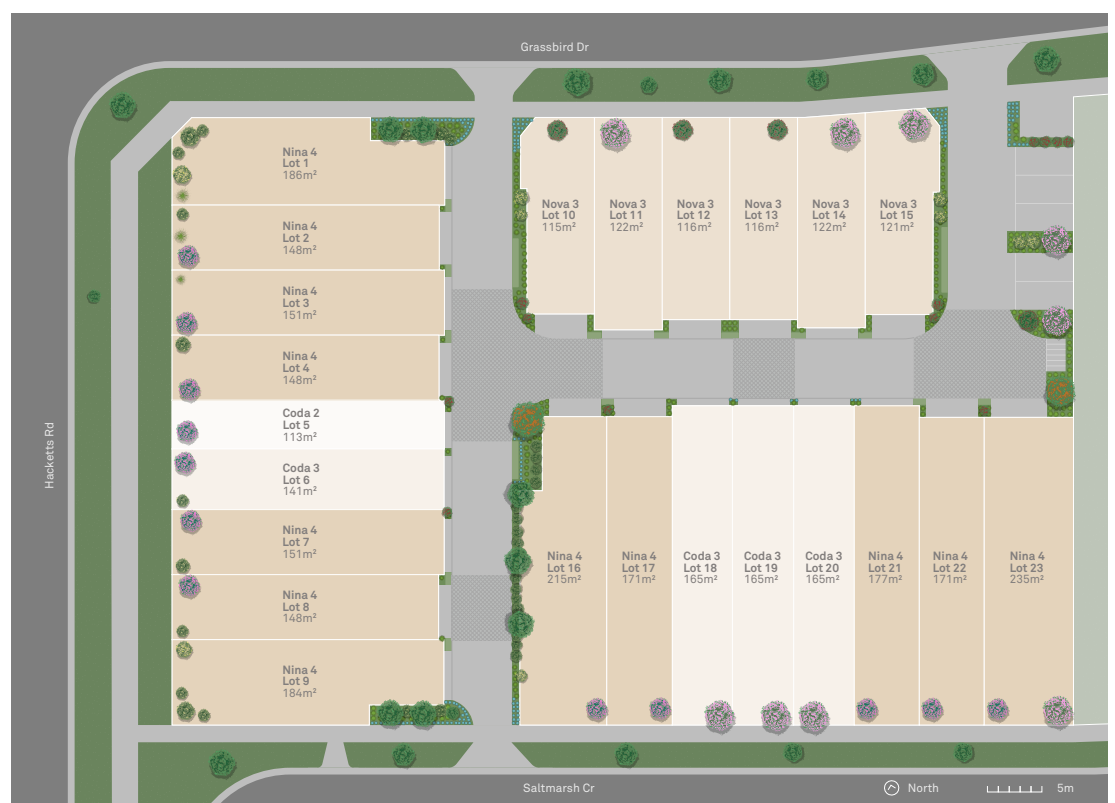 Grassbird Dr
Hacketts Rd
Nina 4
Lot 1
186m²
Nina 4
Lot 2
148m²
Nina 4
Lot 3
151m²
Nina 4
Lot 4
148m²
Coda 2
Lot 5
113m²
Coda 3
Lot 6
141m²
Nina 4
Lot 7
151m²
Nina 4
Lot 8
148m²
Nina 4
Lot 9
184m²
Nova 3
Lot 10
115m²
Nova 3
Lot 11
122m²
Nova 3
Lot 12
116m²
Nova 3
Lot 13
116m²
Nova 3
Lot 14
122m²
Nova 3
Lot 15
121m²
Nina 4
Lot 16
215m²
Nina 4
Lot 17
171m²
Coda 3
Lot 18
165m²
Coda 3
Lot 19
165m²
Coda 3
Lot 20
165m²
Nina 4
Lot 21
177m²
Nina 4
Lot 22
171m²
Nina 4
Lot 23
235m²
Saltmarsh Cr
North
5m